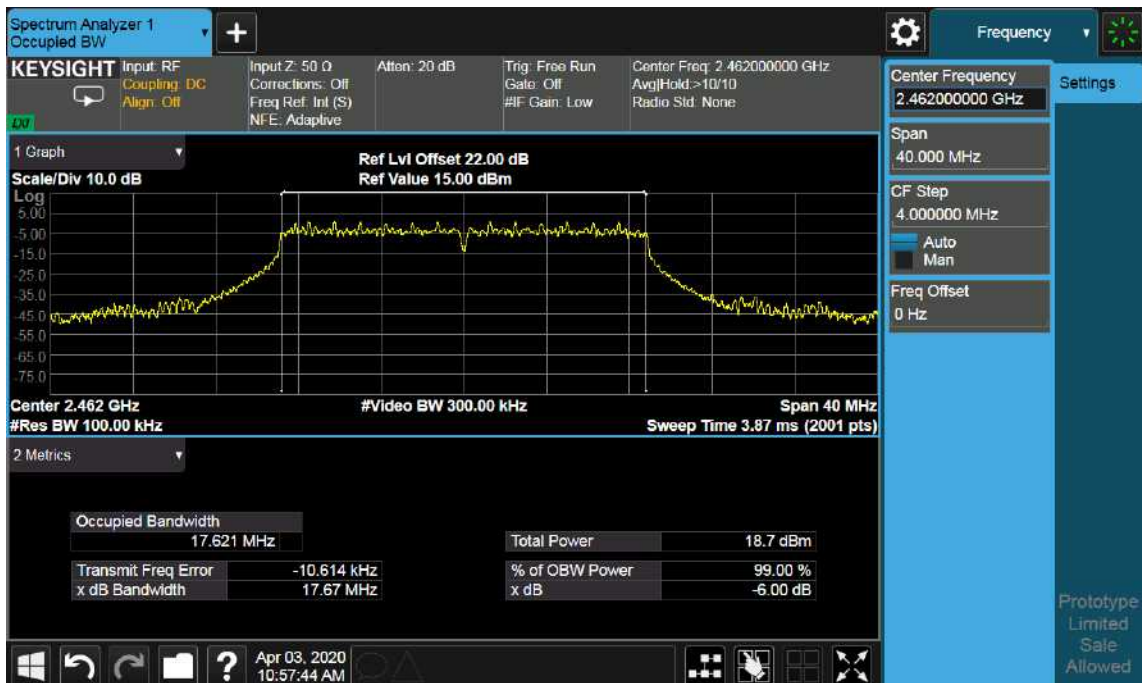 Spectrum Analyzer 1
Occupied BW
+
Frequency
KEYSIGHT
Input: RF
Coupling: DC
Align: Off
Input Z: 50 Ω
Corrections: Off
Freq Ref: Int (S)
NFE: Adaptive
Atten: 20 dB
Trig: Free Run
Gate: Off
#IF Gain: Low
Center Freq: 2.462000000 GHz
Avg|Hold:>10/10
Radio Std: None
Center Frequency
2.462000000 GHz
Settings
Span
40.000 MHz
CF Step
4.000000 MHz
Auto
Man
Freq Offset
0 Hz
1 Graph
Scale/Div 10.0 dB
Ref Lvl Offset 22.00 dB
Ref Value 15.00 dBm
Log
5.00
-5.00
-15.0
-25.0
-35.0
-45.0
-55.0
-65.0
-75.0
Center 2.462 GHz
#Res BW 100.00 kHz
#Video BW 300.00 kHz
Span 40 MHz
Sweep Time 3.87 ms (2001 pts)
2 Metrics
Occupied Bandwidth
17.621 MHz
Total Power 18.7 dBm
Transmit Freq Error -10.614 kHz
% of OBW Power 99.00 %
x dB Bandwidth 17.67 MHz
x dB -6.00 dB
Prototype
Limited
Sale
Allowed
?
Apr 03, 2020
10:57:44 AM